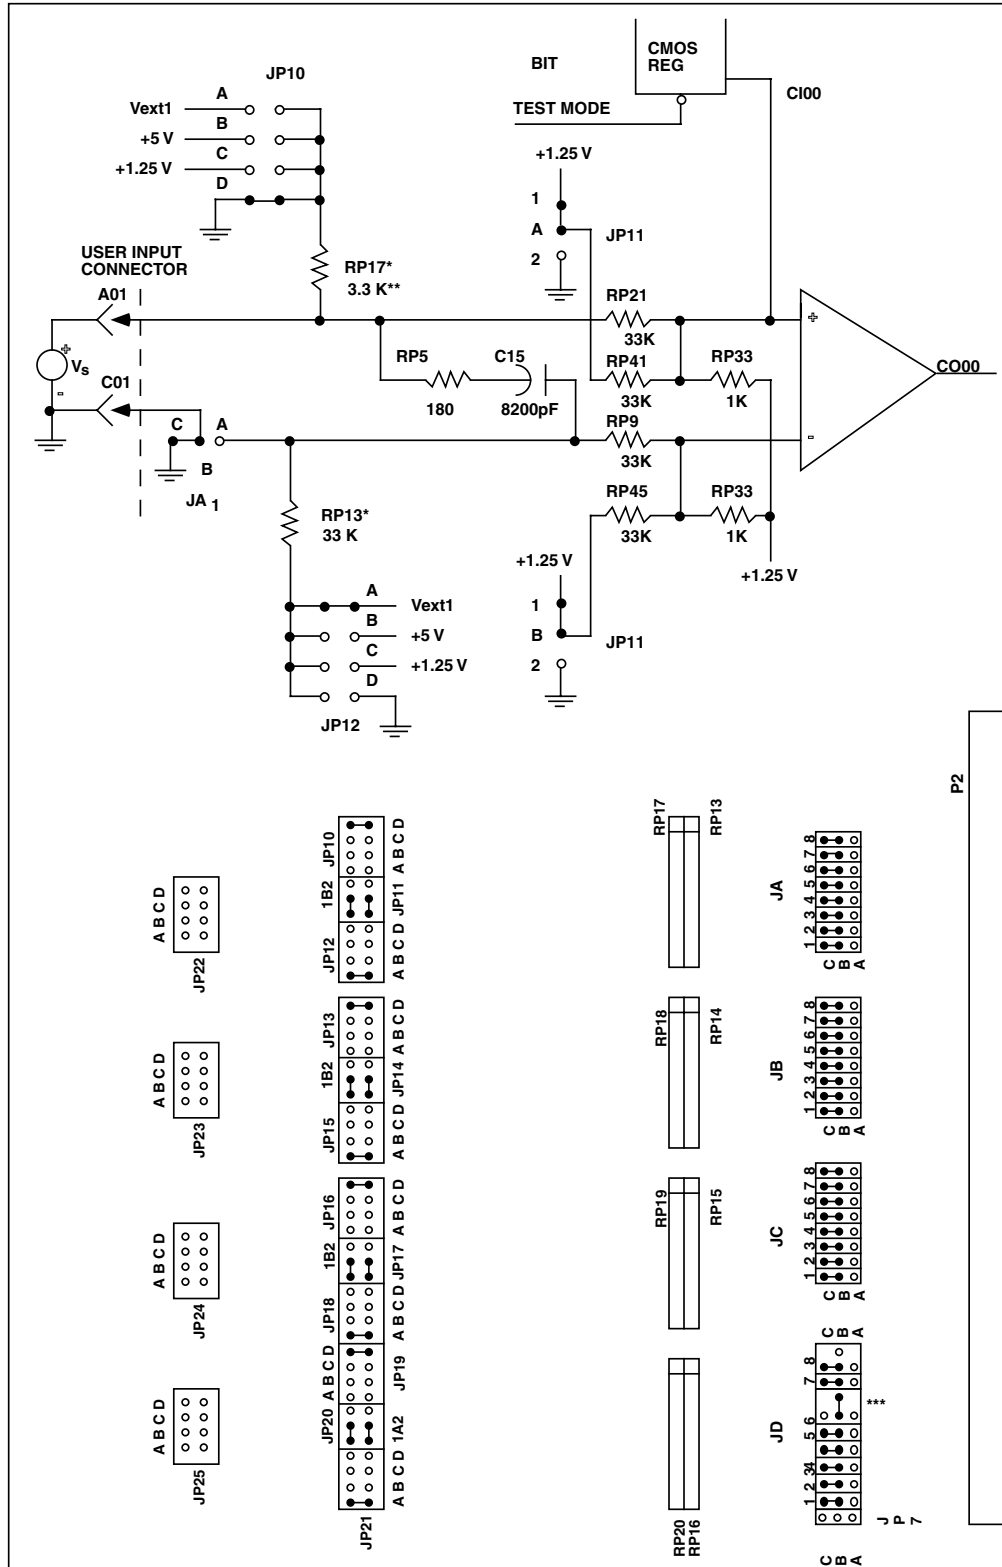 JP10
BIT
CMOS
REG
CI00
A
Vext1
B
+5 V
C
+1.25 V
D
TEST MODE
+1.25 V
1
A
JP11
2
USER INPUT
CONNECTOR
RP17*
3.3 K**
A01
RP21
33K
+
Vs
+
-
RP5
180
C15
8200pF
RP41
33K
RP33
1K
CO00
C01
C
A
B
JA 1
RP9
33K
-
RP45
33K
RP33
1K
RP13*
33 K
+1.25 V
+1.25 V
A
Vext1
B
+5 V
C
+1.25 V
D
JP12
1
B
JP11
2
P2
A B C D
JP22
JP10
A B C D
1B2
JP11
JP12
A B C D
RP17
RP13
JA
1 2 3 4 5 6 7 8
C B A
A B C D
JP23
JP13
A B C D
1B2
JP14
JP15
A B C D
RP18
RP14
JB
1 2 3 4 5 6 7 8
C B A
A B C D
JP24
JP16
A B C D
1B2
JP17
JP18
A B C D
RP19
RP15
JC
1 2 3 4 5 6 7 8
C B A
A B C D
JP25
A B C D
JP19
JP20
1A2
A B C D
JP21
RP20
RP16
JD
1 2 34 5 6 7 8
***
J P 7
C B A